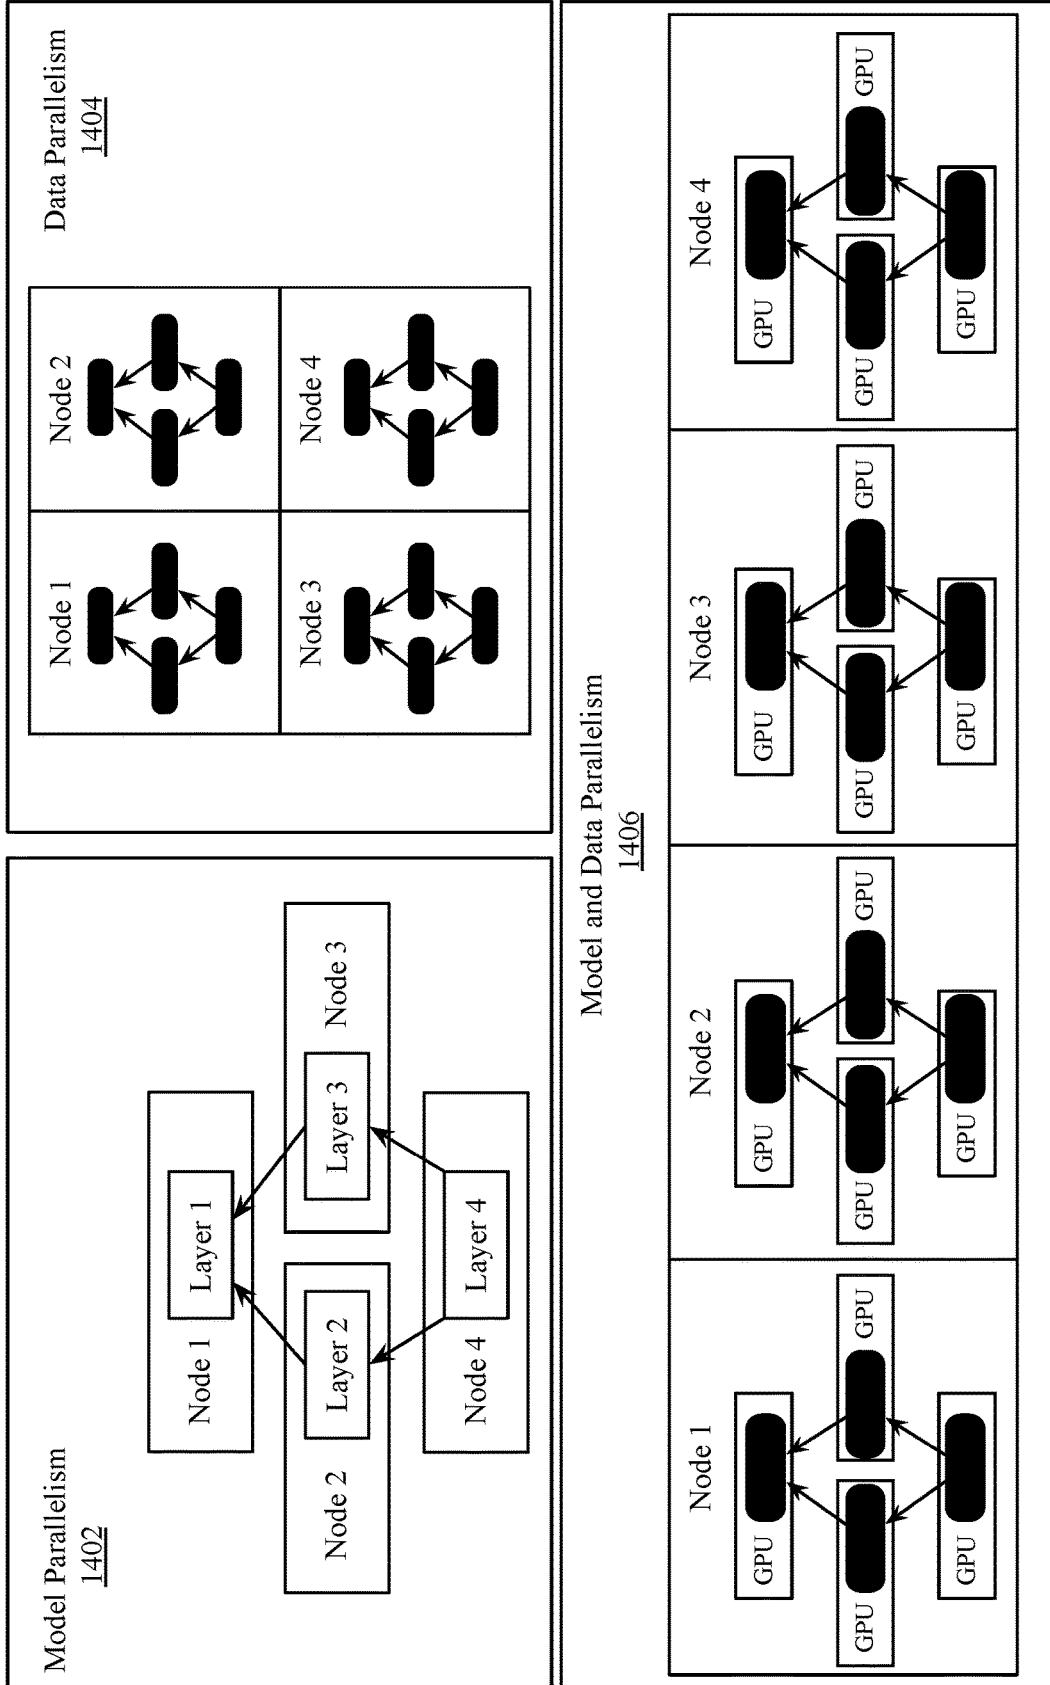 Model Parallelism
1402
Node 1
Layer 1
Node 2
Layer 2
Layer 3
Node 3
Node 4
Layer 4
Data Parallelism
1404
Node 1
Node 2
Node 3
Node 4
Model and Data Parallelism
1406
Node 1
GPU
GPU
GPU
GPU
Node 2
GPU
GPU
GPU
GPU
Node 3
GPU
GPU
GPU
GPU
Node 4
GPU
GPU
GPU
GPU